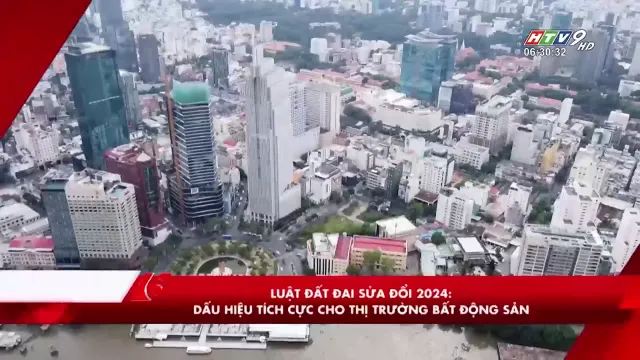 HTV9 HD
06:30:32
LUẬT ĐẤT ĐAI SỬA ĐỔI 2024:
DẤU HIỆU TÍCH CỰC CHO THỊ TRƯỜNG BẤT ĐỘNG SẢN